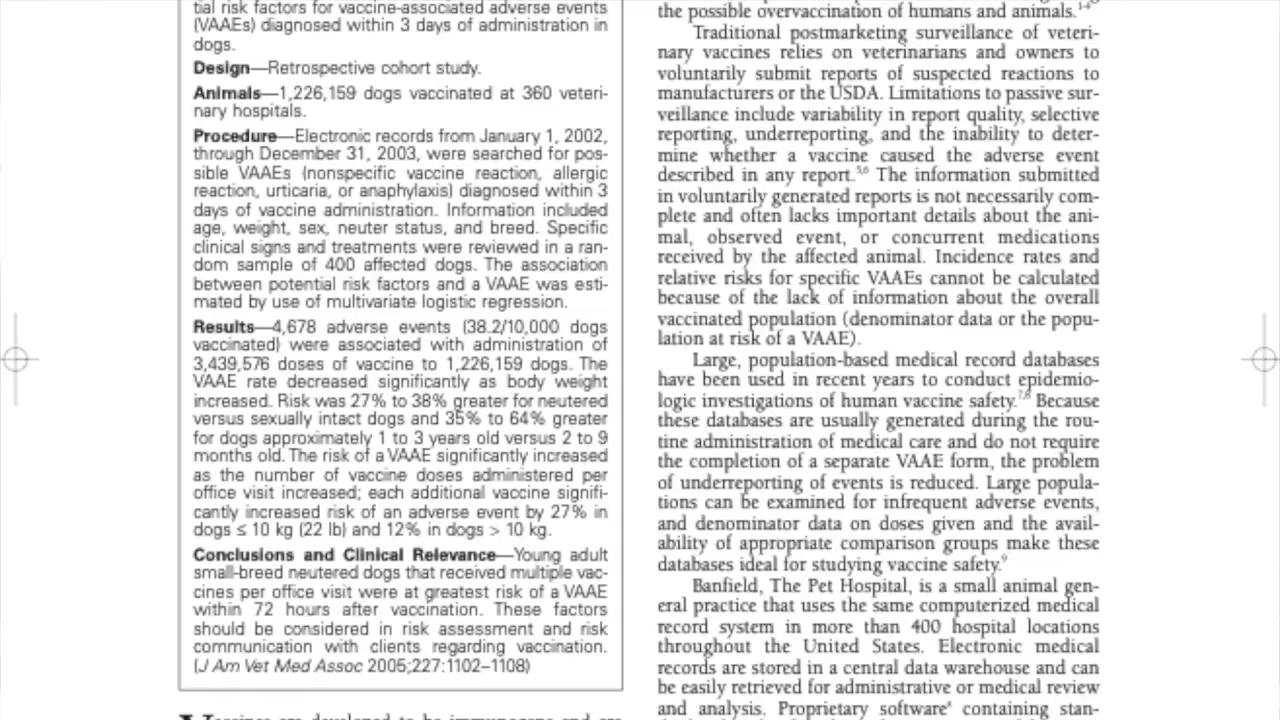 tial risk factors for vaccine-associated adverse events
(VAAEs) diagnosed within 3 days of administration in
dogs.
Design—Retrospective cohort study.
Animals—1,226,159 dogs vaccinated at 360 veteri-
nary hospitals.
Procedure—Electronic records from January 1, 2002,
through December 31, 2003, were searched for pos-
sible VAAEs (nonspecific vaccine reaction, allergic
reaction, urticaria, or anaphylaxis) diagnosed within 3
days of vaccine administration. Information included
age, weight, sex, neuter status, and breed. Specific
clinical signs and treatments were reviewed in a ran-
dom sample of 400 affected dogs. The association
between potential risk factors and a VAAE was esti-
mated by use of multivariate logistic regression.
Results—4,678 adverse events (38.2/10,000 dogs
vaccinated) were associated with administration of
3,439,576 doses of vaccine to 1,226,159 dogs. The
VAAE rate decreased significantly as body weight
increased. Risk was 27% to 38% greater for neutered
versus sexually intact dogs and 35% to 64% greater
for dogs approximately 1 to 3 years old versus 2 to 9
months old. The risk of a VAAE significantly increased
as the number of vaccine doses administered per
office visit increased; each additional vaccine signifi-
cantly increased risk of an adverse event by 27% in
dogs ≤ 10 kg (22 lb) and 12% in dogs > 10 kg.
Conclusions and Clinical Relevance—Young adult
small-breed neutered dogs that received multiple vac-
cines per office visit were at greatest risk of a VAAE
within 72 hours after vaccination. These factors
should be considered in risk assessment and risk
communication with clients regarding vaccination.
(J Am Vet Med Assoc 2005;227:1102–1108)
the possible overvaccination of humans and animals.1-4
Traditional postmarketing surveillance of veteri-
nary vaccines relies on veterinarians and owners to
voluntarily submit reports of suspected reactions to
manufacturers or the USDA. Limitations to passive sur-
veillance include variability in report quality, selective
reporting, underreporting, and the inability to deter-
mine whether a vaccine caused the adverse event
described in any report.5,6 The information submitted
in voluntarily generated reports is not necessarily com-
plete and often lacks important details about the ani-
mal, observed event, or concurrent medications
received by the affected animal. Incidence rates and
relative risks for specific VAAEs cannot be calculated
because of the lack of information about the overall
vaccinated population (denominator data or the popu-
lation at risk of a VAAE).
Large, population-based medical record databases
have been used in recent years to conduct epidemio-
logic investigations of human vaccine safety.7,8 Because
these databases are usually generated during the rou-
tine administration of medical care and do not require
the completion of a separate VAAE form, the problem
of underreporting of events is reduced. Large popula-
tions can be examined for infrequent adverse events,
and denominator data on doses given and the avail-
ability of appropriate comparison groups make these
databases ideal for studying vaccine safety.9
Banfield, The Pet Hospital, is a small animal gen-
eral practice that uses the same computerized medical
record system in more than 400 hospital locations
throughout the United States. Electronic medical
records are stored in a central data warehouse and can
be easily retrieved for administrative or medical review
and analysis. Proprietary softwarea containing stan-